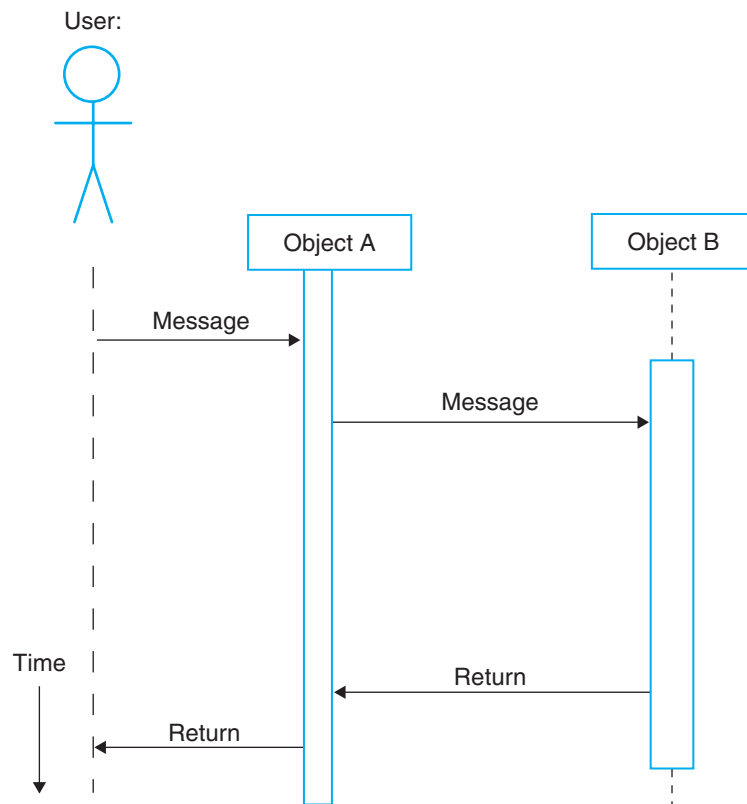 User:
Object A
Object B
Message
Message
Time
Return
Return